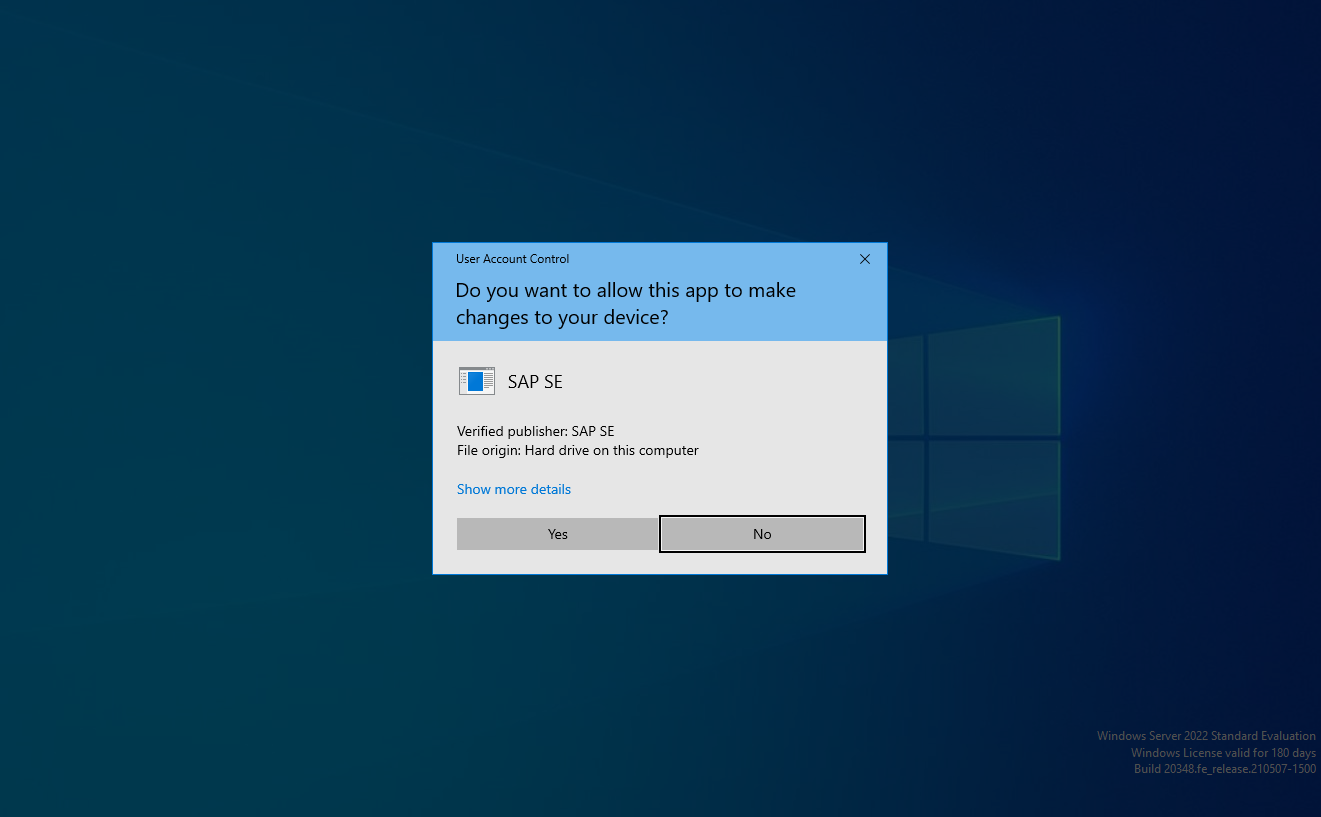 User Account Control
Do you want to allow this app to make
changes to your device?
SAP SE
Verified publisher: SAP SE
File origin: Hard drive on this computer
Show more details
Yes
No
Windows Server 2022 Standard Evaluation
Windows License valid for 180 days
Build 20348.fe_release.210507-1500